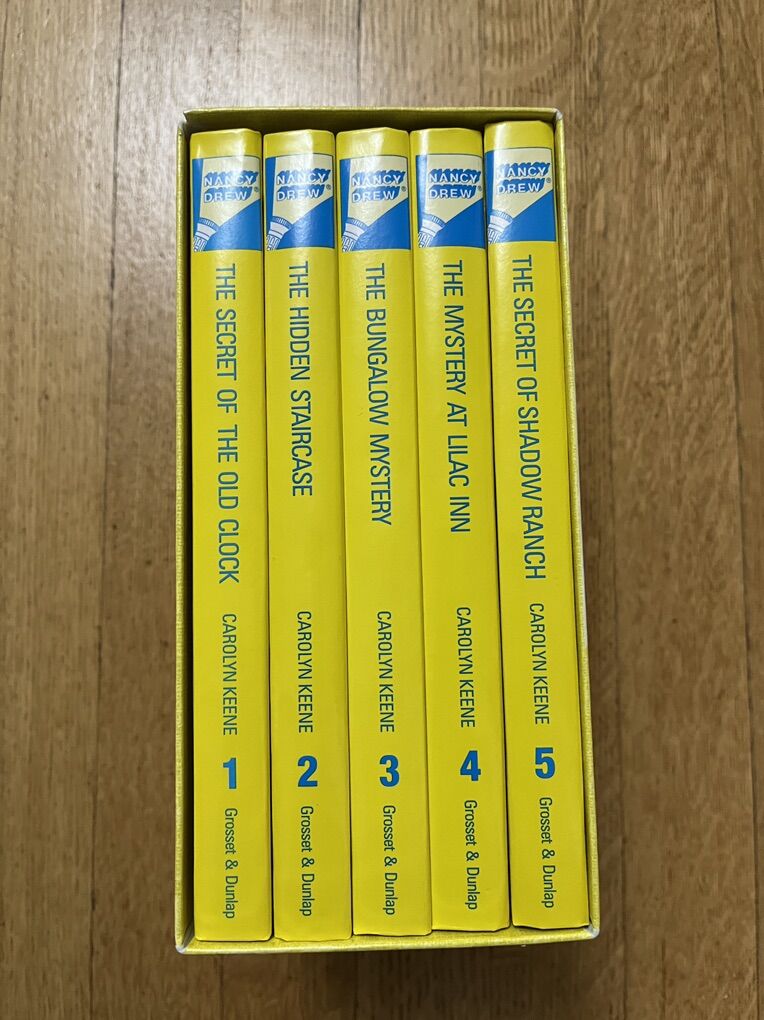 NANCY
DREW®
THE SECRET OF THE OLD CLOCK
CAROLYN KEENE
1
Grosset & Dunlap
NANCY
DREW®
THE HIDDEN STAIRCASE
CAROLYN KEENE
2
Grosset & Dunlap
NANCY
DREW®
THE BUNGALOW MYSTERY
CAROLYN KEENE
3
Grosset & Dunlap
NANCY
DREW®
THE MYSTERY AT LILAC INN
CAROLYN KEENE
4
Grosset & Dunlap
NANCY
DREW®
THE SECRET OF SHADOW RANCH
CAROLYN KEENE
5
Grosset & Dunlap